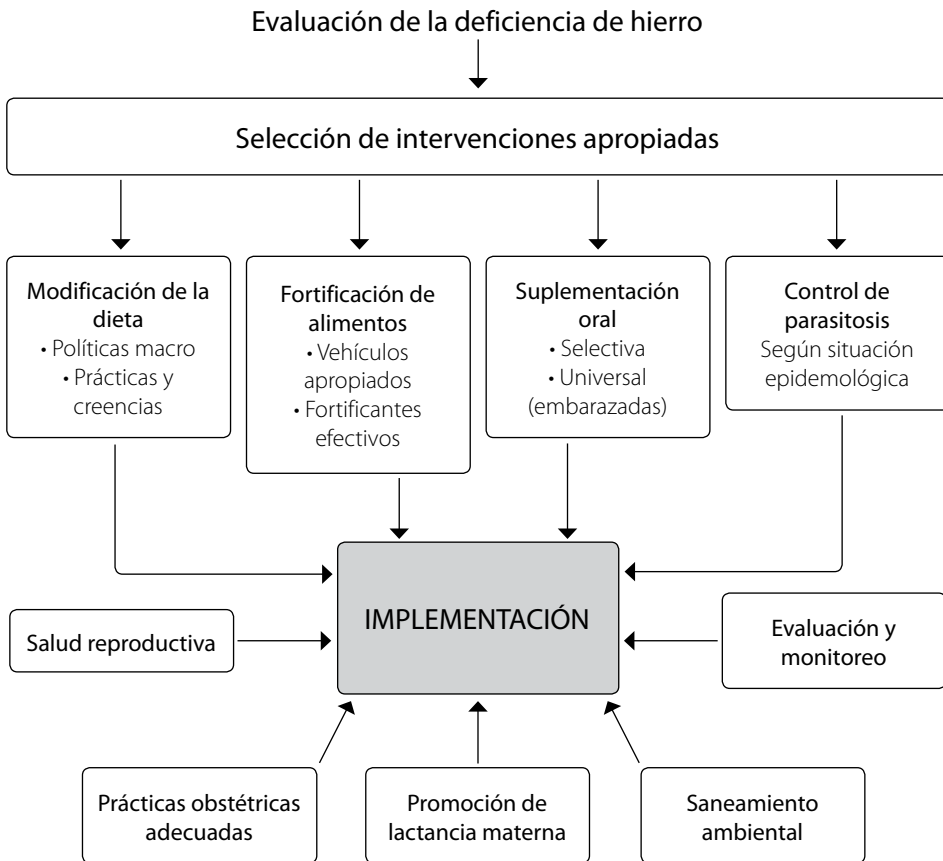 Evaluación de la deficiencia de hierro
Selección de intervenciones apropiadas
Modificación de la
dieta
• Políticas macro
• Prácticas y
creencias
Fortificación de
alimentos
• Vehículos
apropiados
• Fortificantes
efectivos
Suplementación
oral
• Selectiva
• Universal
(embarazadas)
Control de
parasitosis
Según situación
epidemológica
IMPLEMENTACIÓN
Salud reproductiva
Evaluación y
monitoreo
Prácticas obstétricas
adecuadas
Promoción de
lactancia materna
Saneamiento
ambiental